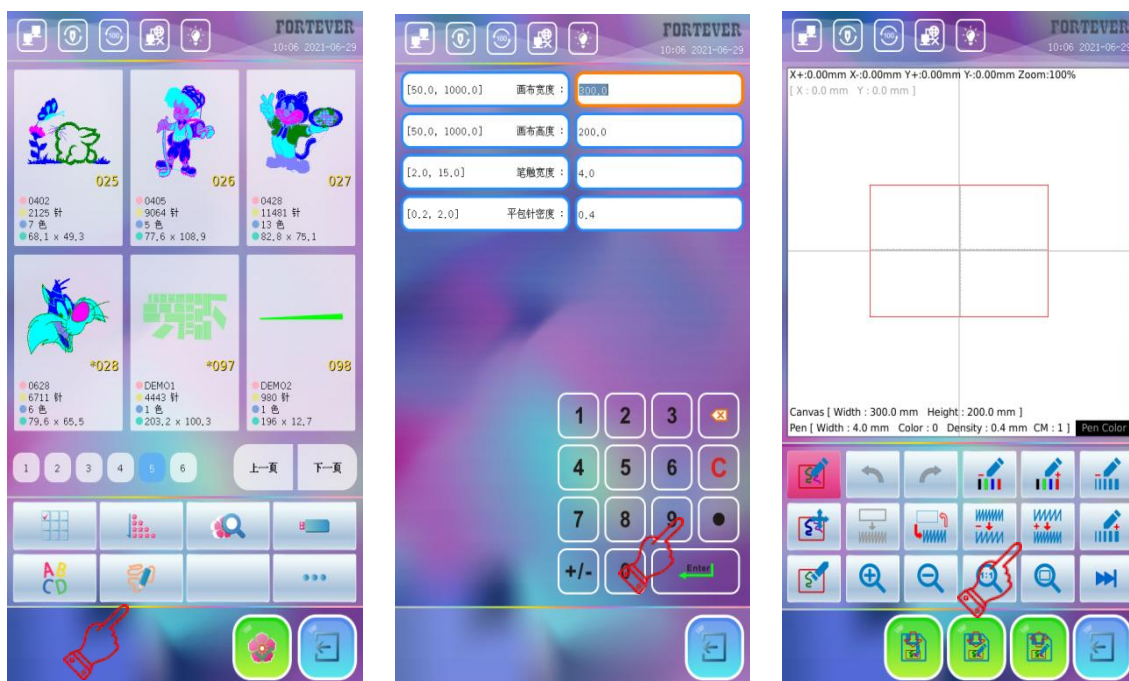 FORTEVER
10:06 2021-06-29
025
0402
2125 针
7 色
68.1 x 49.3
026
0405
9064 针
5 色
77.6 x 108.9
027
0428
11481 针
13 色
82.8 x 75.1
*028
0628
6711 针
6 色
79.6 x 65.5
*097
DEMO1
4443 针
1 色
203.2 x 100.3
098
DEMO2
980 针
1 色
196 x 12.7
1 2 3 4 5 6 上一頁 下一頁
AB
CD
FORTEVER
10:06 2021-06-29
[50.0, 1000.0] 画布宽度 : 300.0
[50.0, 1000.0] 画布高度 : 200.0
[2.0, 15.0] 笔触宽度 : 4.0
[0.2, 2.0] 平包针密度 : 0.4
1 2 3
4 5 6 C
7 8 9
+/- 0 Enter
FORTEVER
10:06 2021-06-29
X+:0.00mm X-:0.00mm Y+:0.00mm Y-:0.00mm Zoom:100%
[ X : 0.0 mm Y : 0.0 mm ]
Canvas [ Width : 300.0 mm Height : 200.0 mm ]
Pen [ Width : 4.0 mm Color : 0 Density : 0.4 mm CM : 1 ] Pen Color
1:1